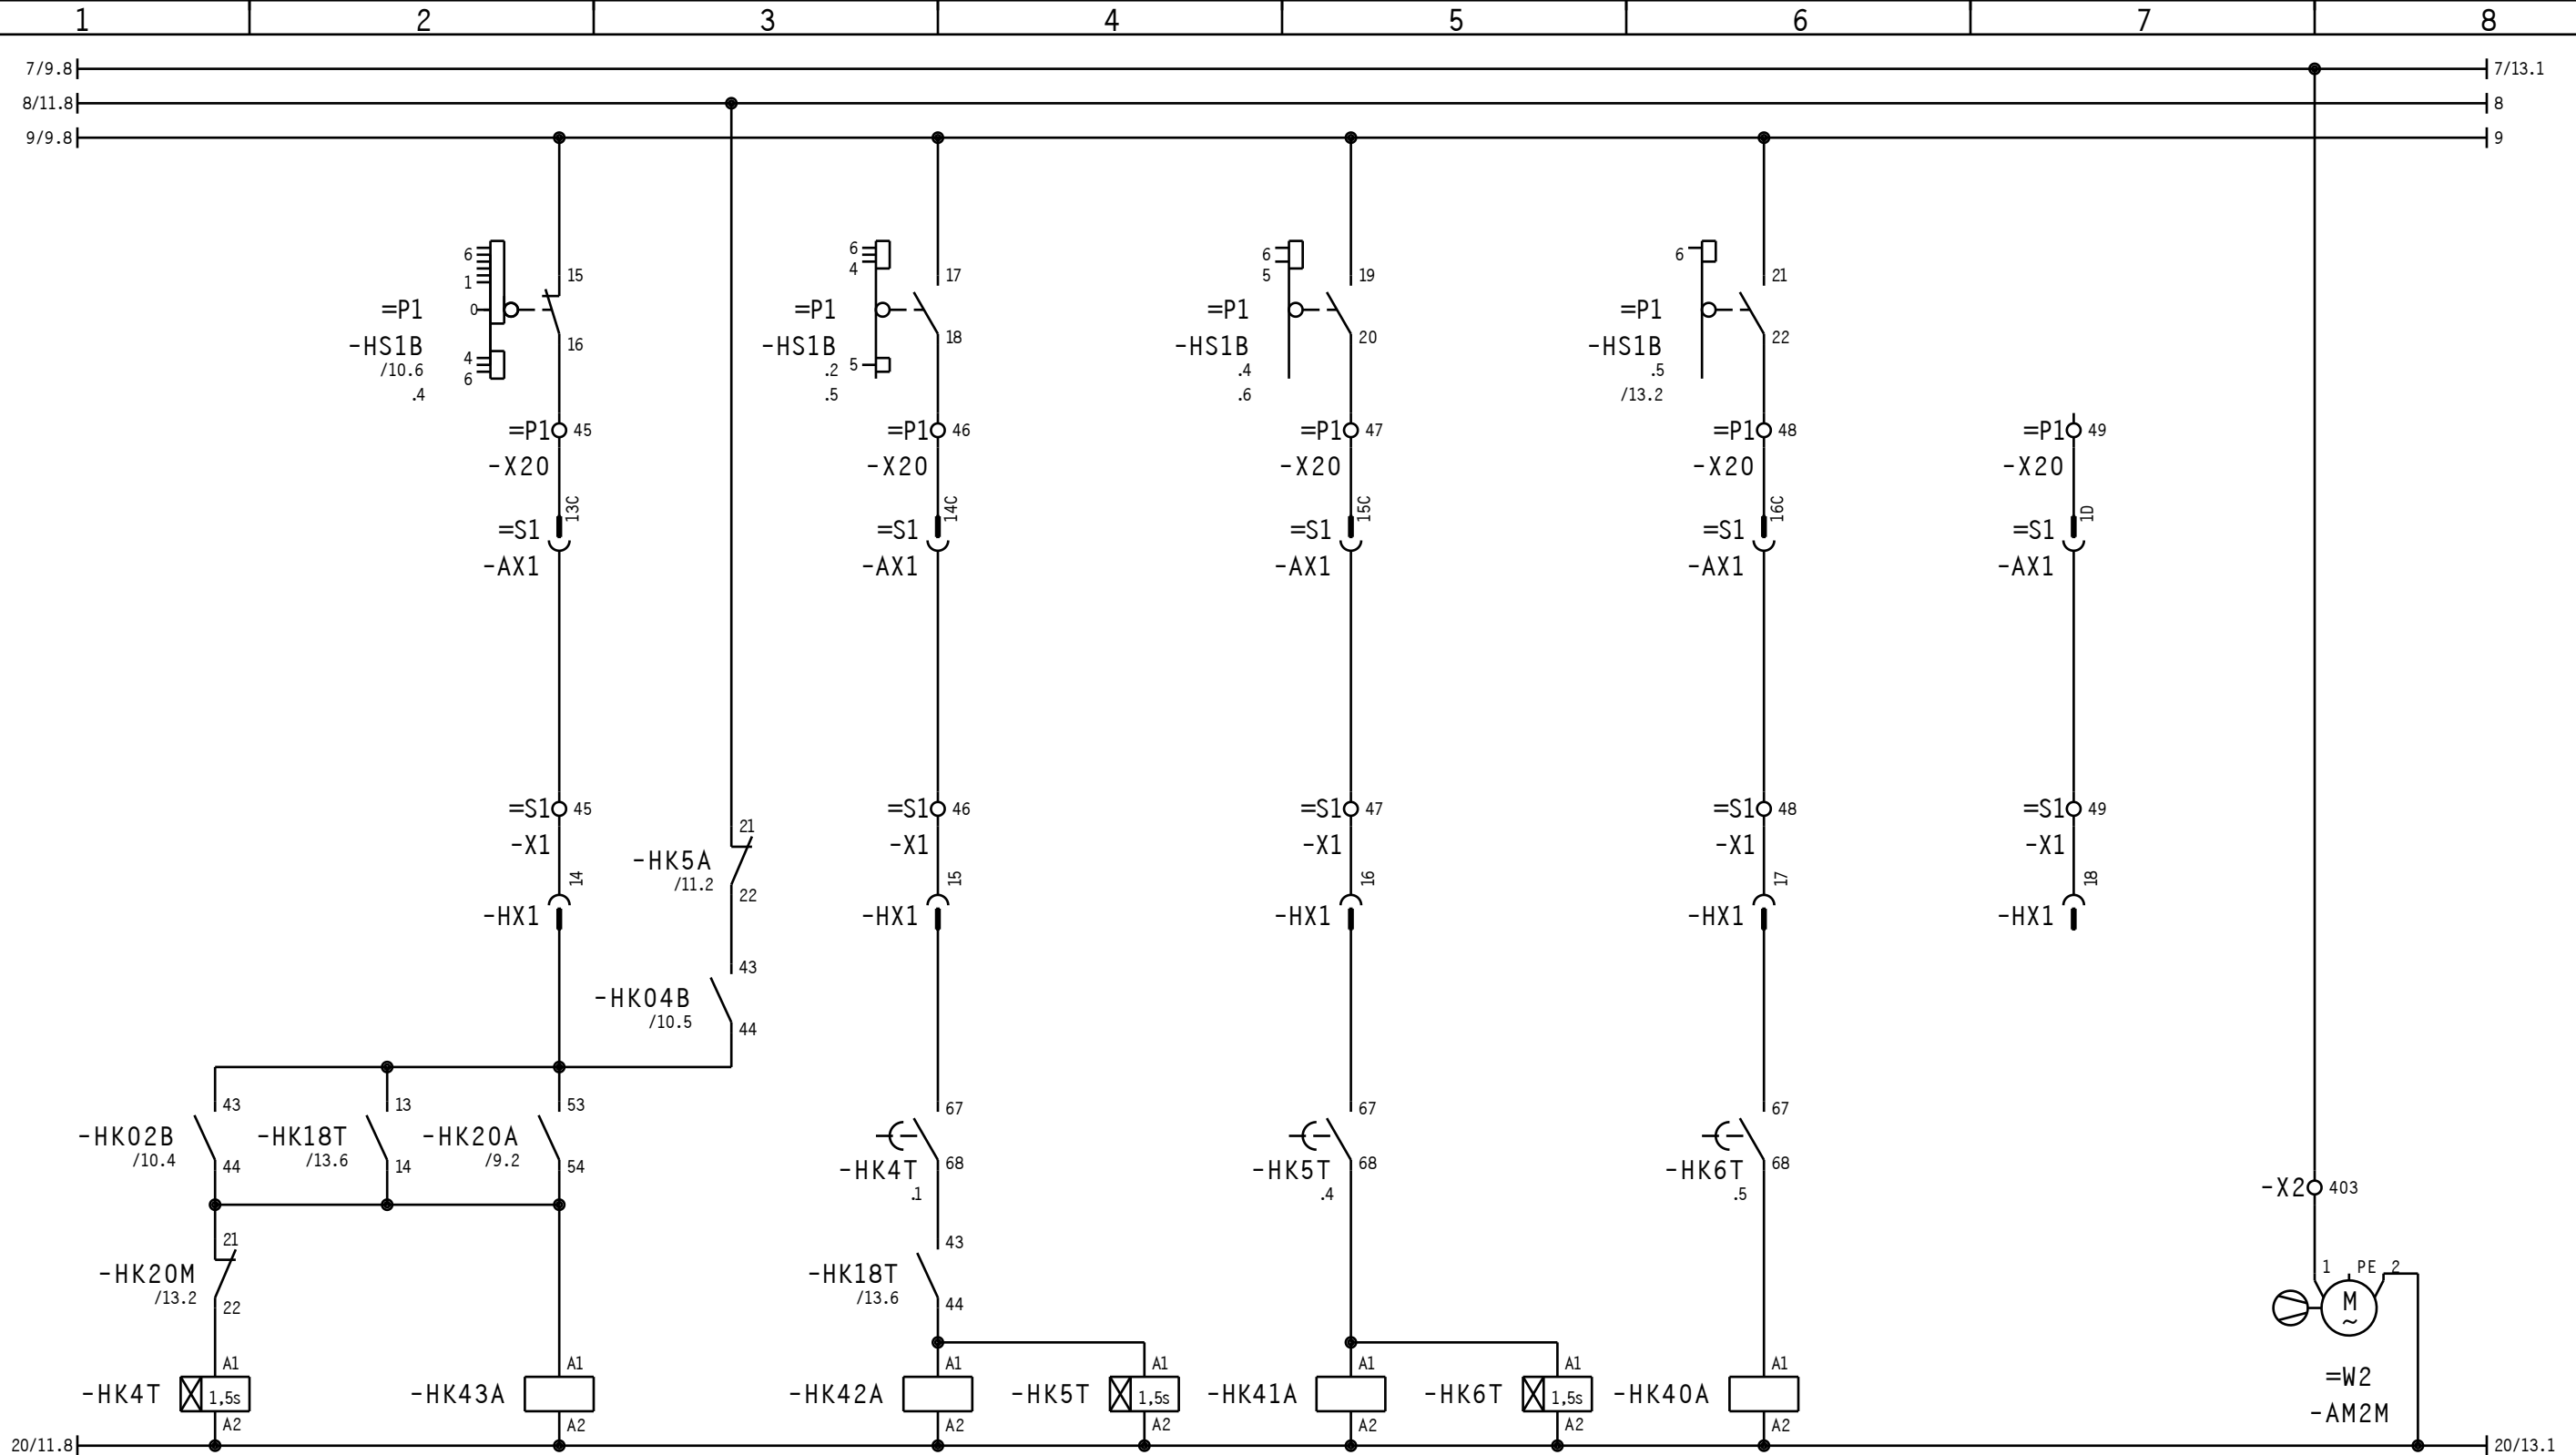 1 2 3 4 5 6 7 8
7/9.8 7/13.1
8/11.8 8
9/9.8 9
6 6 6 6
4 5
1 15 17 19 21
0
=P1 =P1 =P1 =P1
16 18 20 22
-HS1B -HS1B -HS1B -HS1B
4 5
/10.6 .2 .4 .5
6
.4 .5 .6 /13.2
=P1 45 =P1 46 =P1 47 =P1 48 =P1 49
-X20 -X20 -X20 -X20 -X20
13C 14C 15C 16C 1D
=S1 =S1 =S1 =S1 =S1
-AX1 -AX1 -AX1 -AX1 -AX1
=S1 45 =S1 46 =S1 47 =S1 48 =S1 49
21
-X1 -X1 -X1 -X1 -X1
-HK5A
14 /11.2 15 16 17 18
22
-HX1 -HX1 -HX1 -HX1 -HX1
43
-HK04B
/10.5
44
43 13 53 67 67 67
-HK02B -HK18T -HK20A
/10.4 /13.6 /9.2
44 14 54 68 68 68
-HK4T -HK5T -HK6T
.1 .4 .5
-X2 403
21 43
1 PE 2
-HK20M -HK18T
/13.2 /13.6
22 44
M
~
A1 A1 A1 A1 A1 A1 A1
=W2
-HK4T 1,5s -HK43A -HK42A -HK5T 1,5s -HK41A -HK6T 1,5s -HK40A
-AM2M
A2 A2 A2 A2 A2 A2 A2
20/11.8 20/13.1